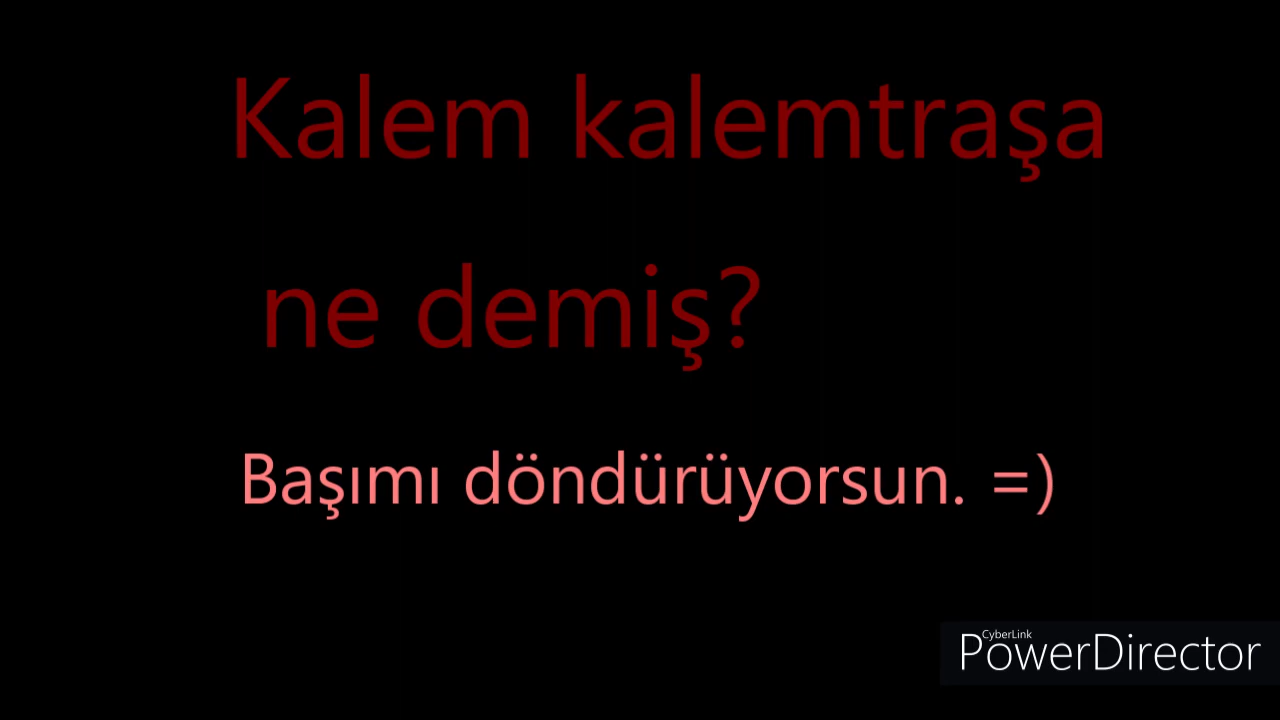 Kalem kalemtraşa
ne demiş?
Başımı döndürüyorsun. =)
CyberLink
PowerDirector